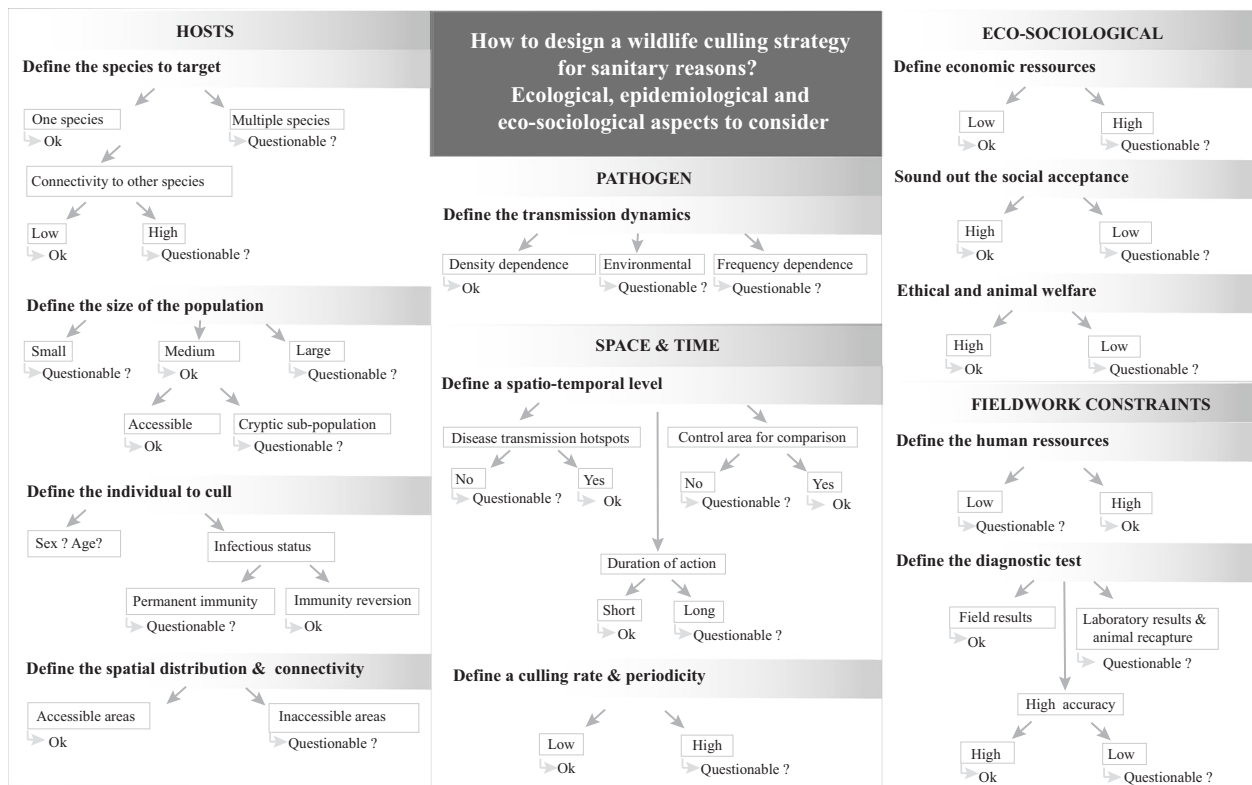 HOSTS
Define the species to target
One species
Ok
Multiple species
Questionable ?
Connectivity to other species
Low
Ok
High
Questionable ?
Define the size of the population
Small
Questionable ?
Medium
Ok
Large
Questionable ?
Accessible
Ok
Cryptic sub-population
Questionable ?
Define the individual to cull
Sex ? Age?
Infectious status
Permanent immunity
Questionable ?
Immunity reversion
Ok
Define the spatial distribution & connectivity
Accessible areas
Ok
Inaccessible areas
Questionable ?
How to design a wildlife culling strategy
for sanitary reasons?
Ecological, epidemiological and
eco-sociological aspects to consider
PATHOGEN
Define the transmission dynamics
Density dependence
Ok
Environmental
Questionable ?
Frequency dependence
Questionable ?
SPACE & TIME
Define a spatio-temporal level
Disease transmission hotspots
No
Questionable ?
Yes
Ok
Control area for comparison
No
Questionable ?
Yes
Ok
Duration of action
Short
Ok
Long
Questionable ?
Define a culling rate & periodicity
Low
Ok
High
Questionable ?
ECO-SOCIOLOGICAL
Define economic ressources
Low
Ok
High
Questionable ?
Sound out the social acceptance
High
Ok
Low
Questionable ?
Ethical and animal welfare
High
Ok
Low
Questionable ?
FIELDWORK CONSTRAINTS
Define the human ressources
Low
Questionable ?
High
Ok
Define the diagnostic test
Field results
Ok
Laboratory results &
animal recapture
Questionable ?
High accuracy
High
Ok
Low
Questionable ?